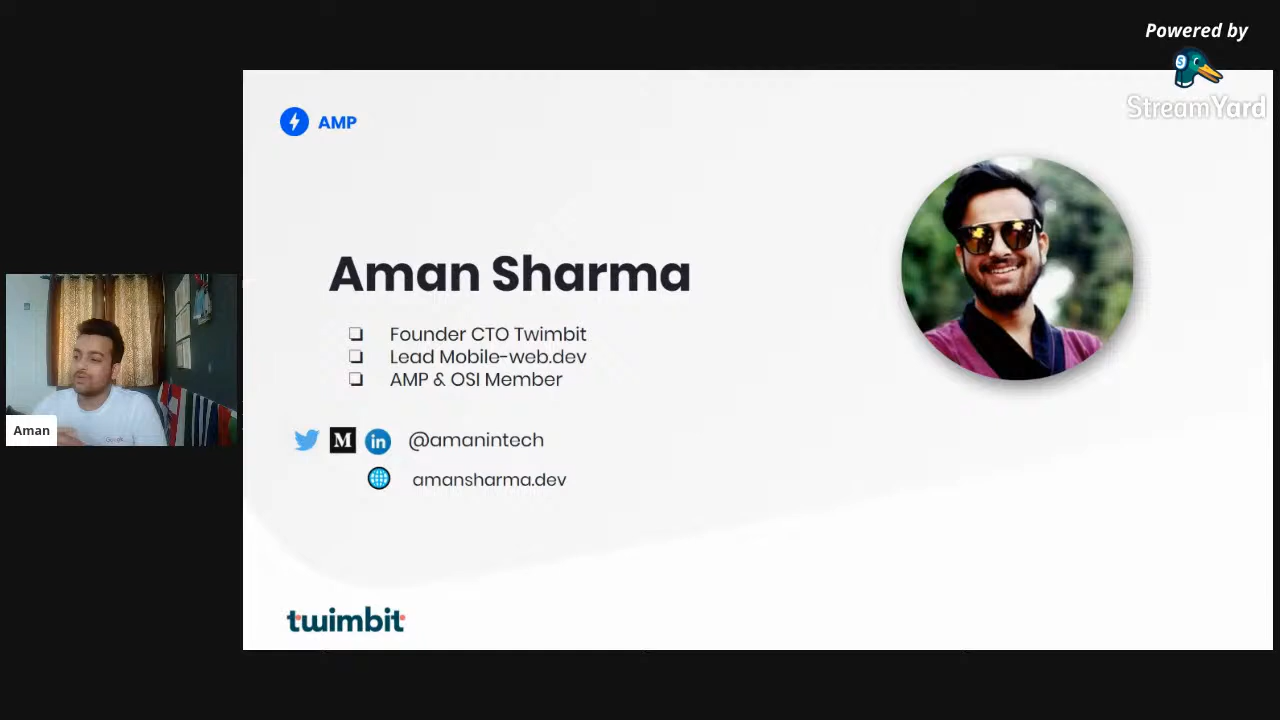 Powered by
StreamYard
AMP
Aman Sharma
Founder CTO Twimbit
Lead Mobile-web.dev
AMP & OSI Member
@amanintech
amansharma.dev
Aman
twimbit